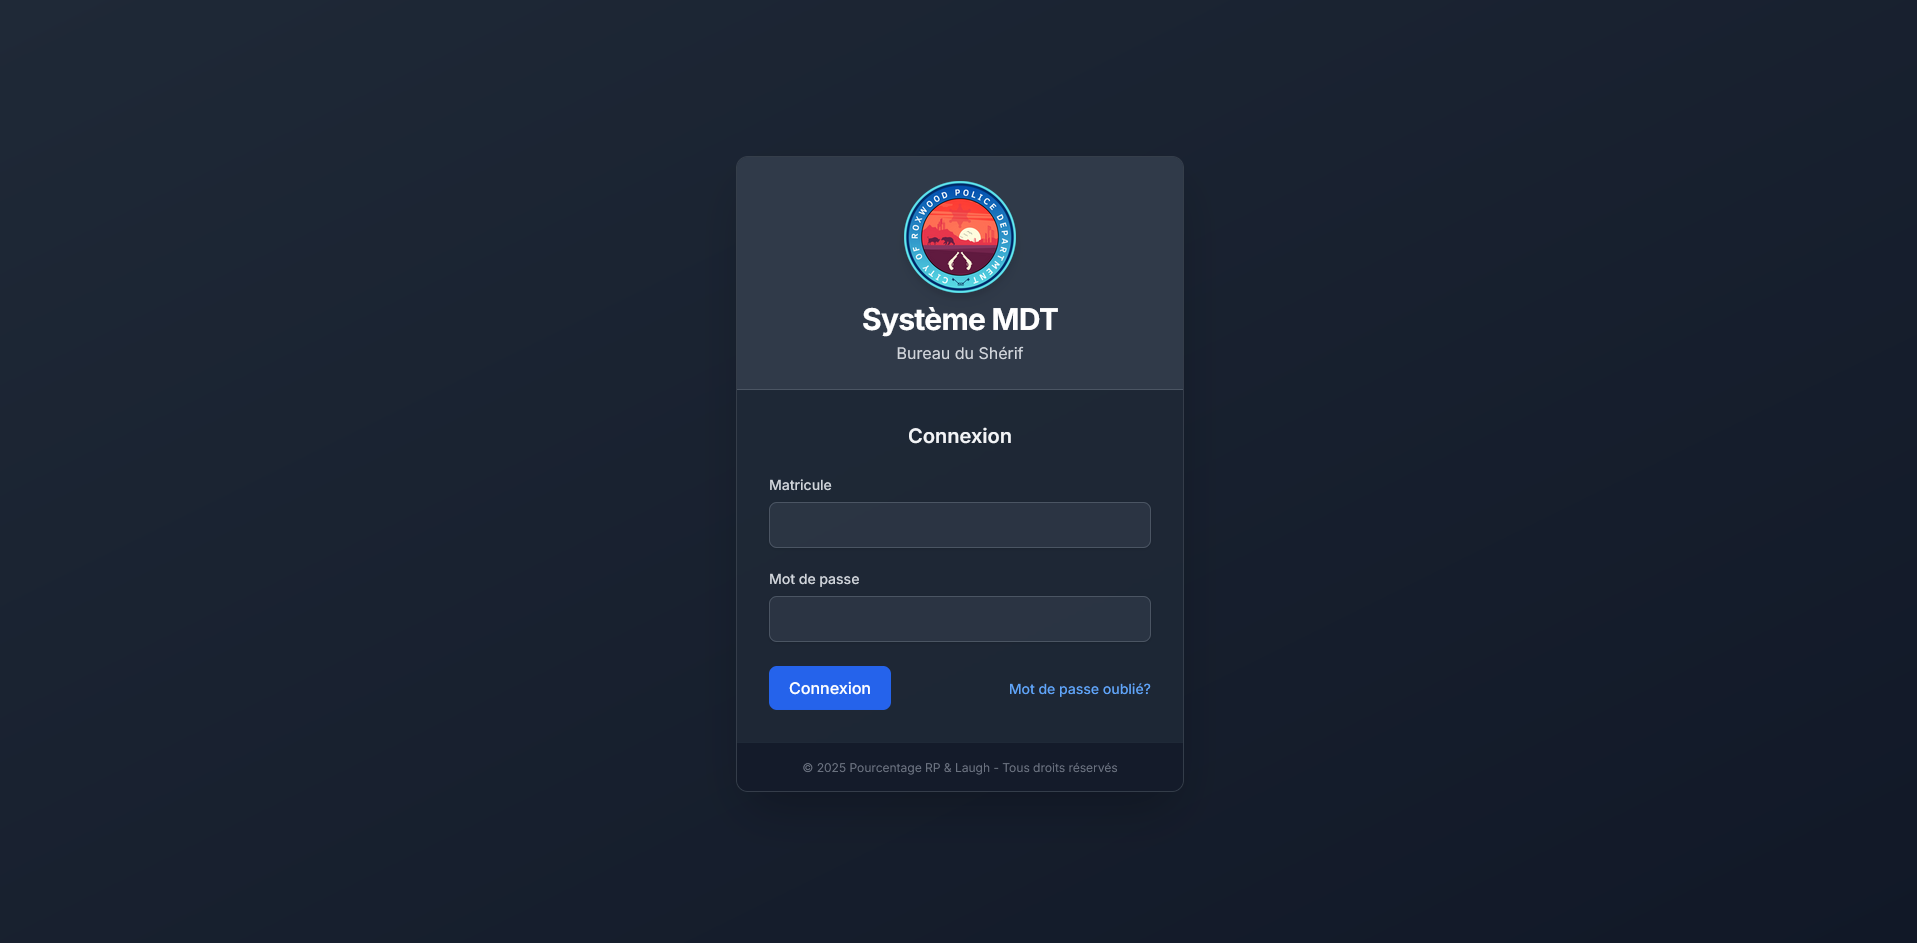 CITY OF ROXWOOD POLICE DEPARTMENT
Système MDT
Bureau du Shérif
Connexion
Matricule
Mot de passe
Connexion
Mot de passe oublié?
© 2025 Pourcentage RP & Laugh - Tous droits réservés